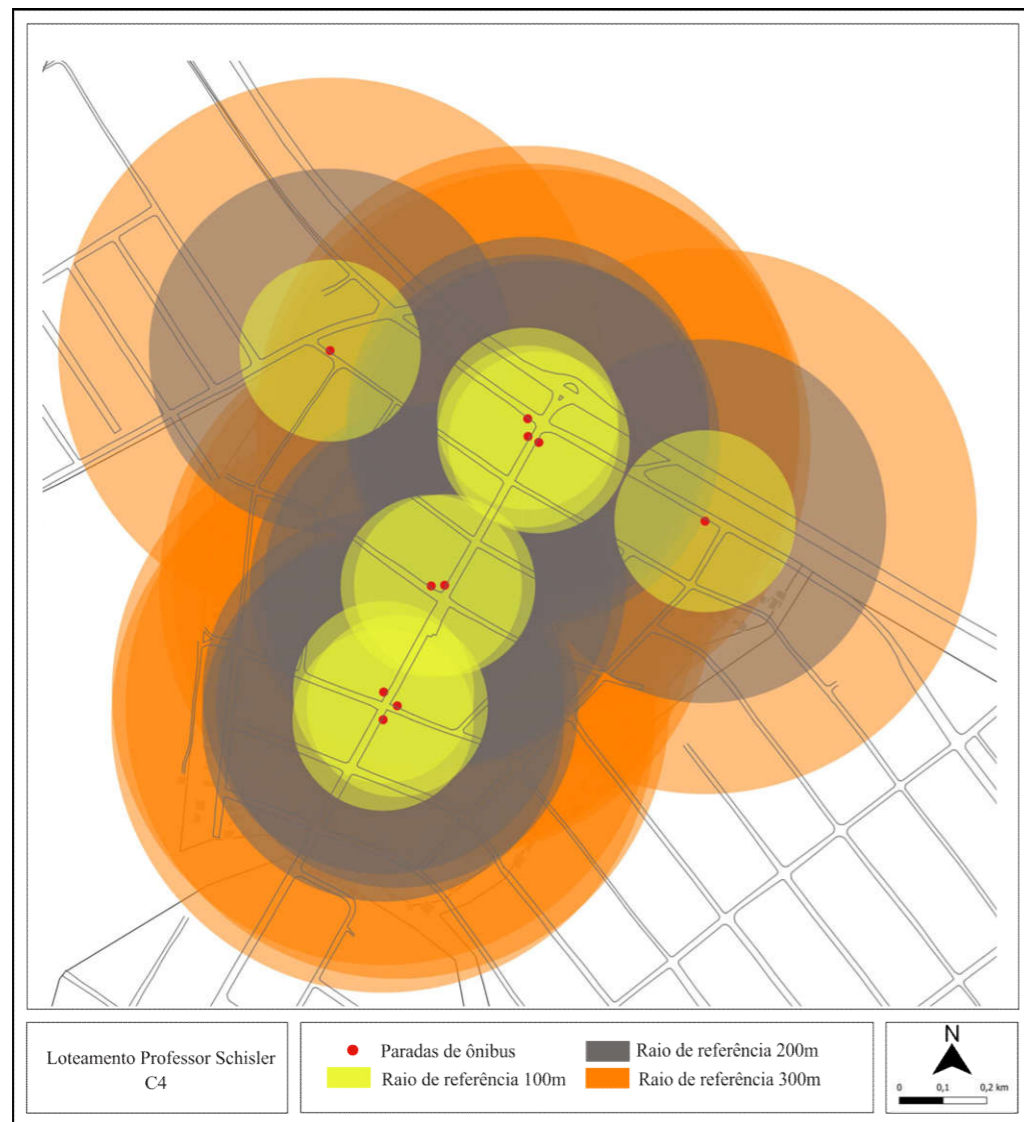 Loteamento Professor Schisler
C4
Paradas de ônibus
Raio de referência 100m
Raio de referência 200m
Raio de referência 300m
N
0 0,1 0,2 km